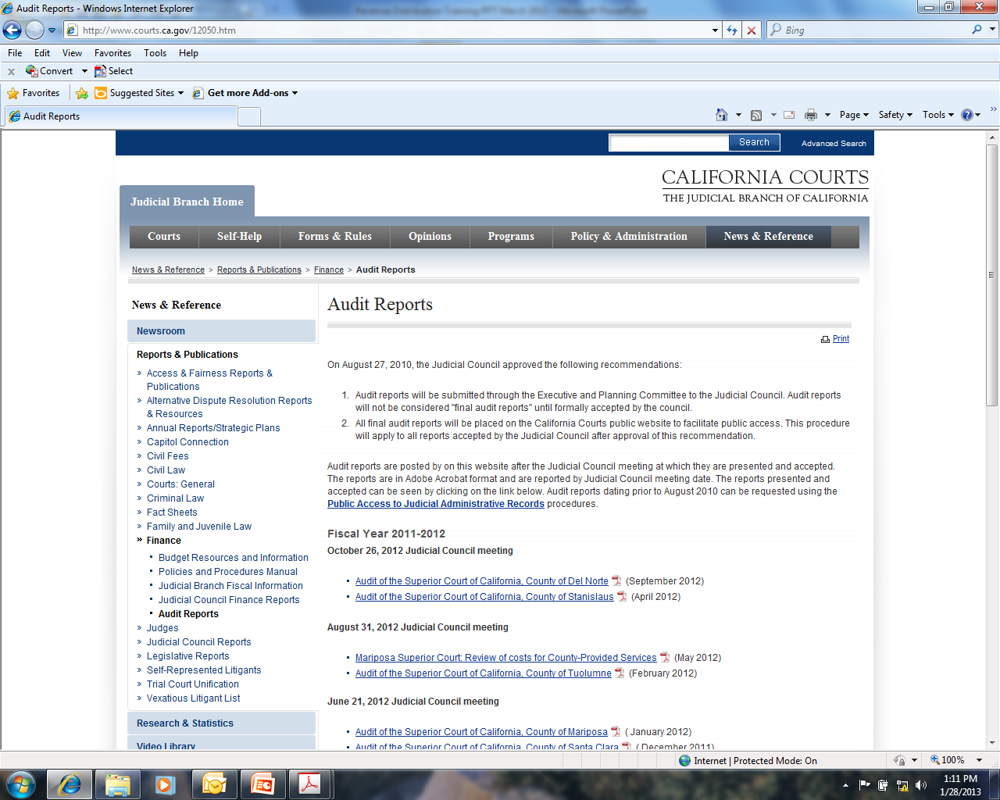 Audit Reports - Windows Internet Explorer
http://www.courts.ca.gov/12050.htm
Bing
File Edit View Favorites Tools Help
x Convert Select
Favorites Suggested Sites Get more Add-ons
Audit Reports
Page Safety Tools
Search Advanced Search
CALIFORNIA COURTS
THE JUDICIAL BRANCH OF CALIFORNIA
Judicial Branch Home
Courts Self-Help Forms & Rules Opinions Programs Policy & Administration News & Reference
News & Reference > Reports & Publications > Finance > Audit Reports
News & Reference
Newsroom
Reports & Publications
» Access & Fairness Reports &
Publications
» Alternative Dispute Resolution Reports
& Resources
» Annual Reports/Strategic Plans
» Capitol Connection
» Civil Fees
» Civil Law
» Courts: General
» Criminal Law
» Fact Sheets
» Family and Juvenile Law
» Finance
▪ Budget Resources and Information
▪ Policies and Procedures Manual
▪ Judicial Branch Fiscal Information
▪ Judicial Council Finance Reports
▪ Audit Reports
» Judges
» Judicial Council Reports
» Legislative Reports
» Self-Represented Litigants
» Trial Court Unification
» Vexatious Litigant List
Research & Statistics
Video Library
Audit Reports
Print
On August 27, 2010, the Judicial Council approved the following recommendations:
1. Audit reports will be submitted through the Executive and Planning Committee to the Judicial Council. Audit reports
will not be considered "final audit reports" until formally accepted by the council.
2. All final audit reports will be placed on the California Courts public website to facilitate public access. This procedure
will apply to all reports accepted by the Judicial Council after approval of this recommendation.
Audit reports are posted by on this website after the Judicial Council meeting at which they are presented and accepted.
The reports are in Adobe Acrobat format and are reported by Judicial Council meeting date. The reports presented and
accepted can be seen by clicking on the link below. Audit reports dating prior to August 2010 can be requested using the
Public Access to Judicial Administrative Records procedures.
Fiscal Year 2011-2012
October 26, 2012 Judicial Council meeting
▪ Audit of the Superior Court of California, County of Del Norte (September 2012)
▪ Audit of the Superior Court of California, County of Stanislaus (April 2012)
August 31, 2012 Judicial Council meeting
▪ Mariposa Superior Court: Review of costs for County-Provided Services (May 2012)
▪ Audit of the Superior Court of California, County of Tuolumne (February 2012)
June 21, 2012 Judicial Council meeting
▪ Audit of the Superior Court of California, County of Mariposa ( January 2012)
▪ Audit of the Superior Court of California, County of Santa Clara ( December 2011)
Internet | Protected Mode: On
100%
1:11 PM
1/28/2013